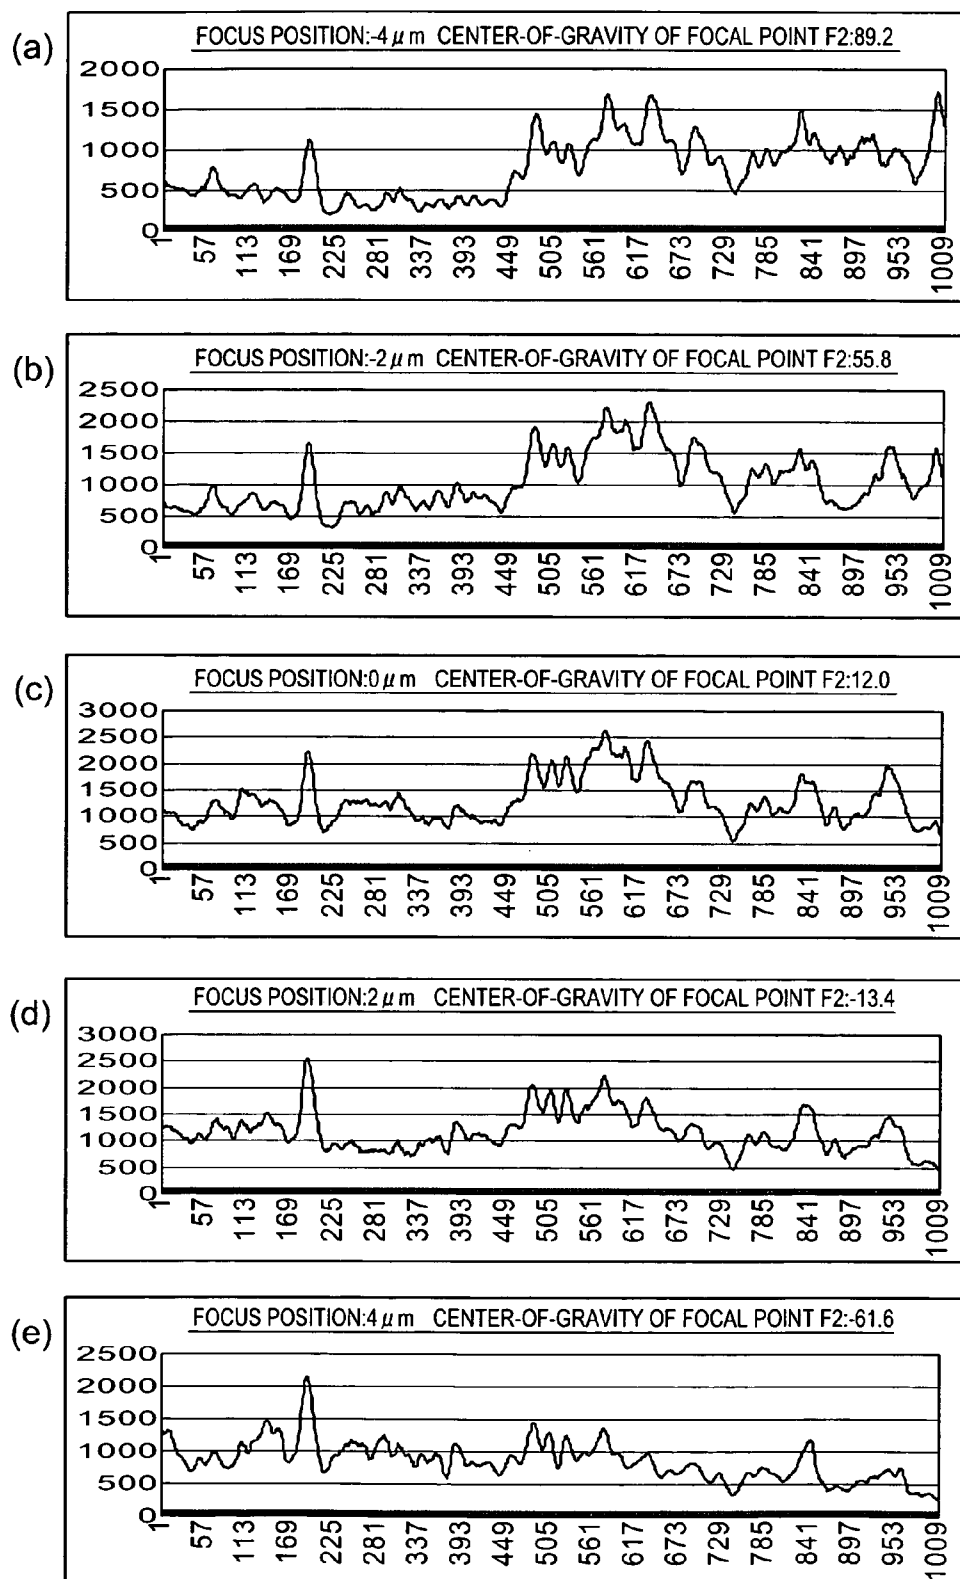 (a)
FOCUS POSITION:-4μm CENTER-OF-GRAVITY OF FOCAL POINT F2:89.2
2000
1500
1000
500
0
1 57 113 169 225 281 337 393 449 505 561 617 673 729 785 841 897 953 1009
(b)
FOCUS POSITION:-2μm CENTER-OF-GRAVITY OF FOCAL POINT F2:55.8
2500
2000
1500
1000
500
0
1 57 113 169 225 281 337 393 449 505 561 617 673 729 785 841 897 953 1009
(c)
FOCUS POSITION:0μm CENTER-OF-GRAVITY OF FOCAL POINT F2:12.0
3000
2500
2000
1500
1000
500
0
1 57 113 169 225 281 337 393 449 505 561 617 673 729 785 841 897 953 1009
(d)
FOCUS POSITION:2μm CENTER-OF-GRAVITY OF FOCAL POINT F2:-13.4
3000
2500
2000
1500
1000
500
0
1 57 113 169 225 281 337 393 449 505 561 617 673 729 785 841 897 953 1009
(e)
FOCUS POSITION:4μm CENTER-OF-GRAVITY OF FOCAL POINT F2:-61.6
2500
2000
1500
1000
500
0
1 57 113 169 225 281 337 393 449 505 561 617 673 729 785 841 897 953 1009